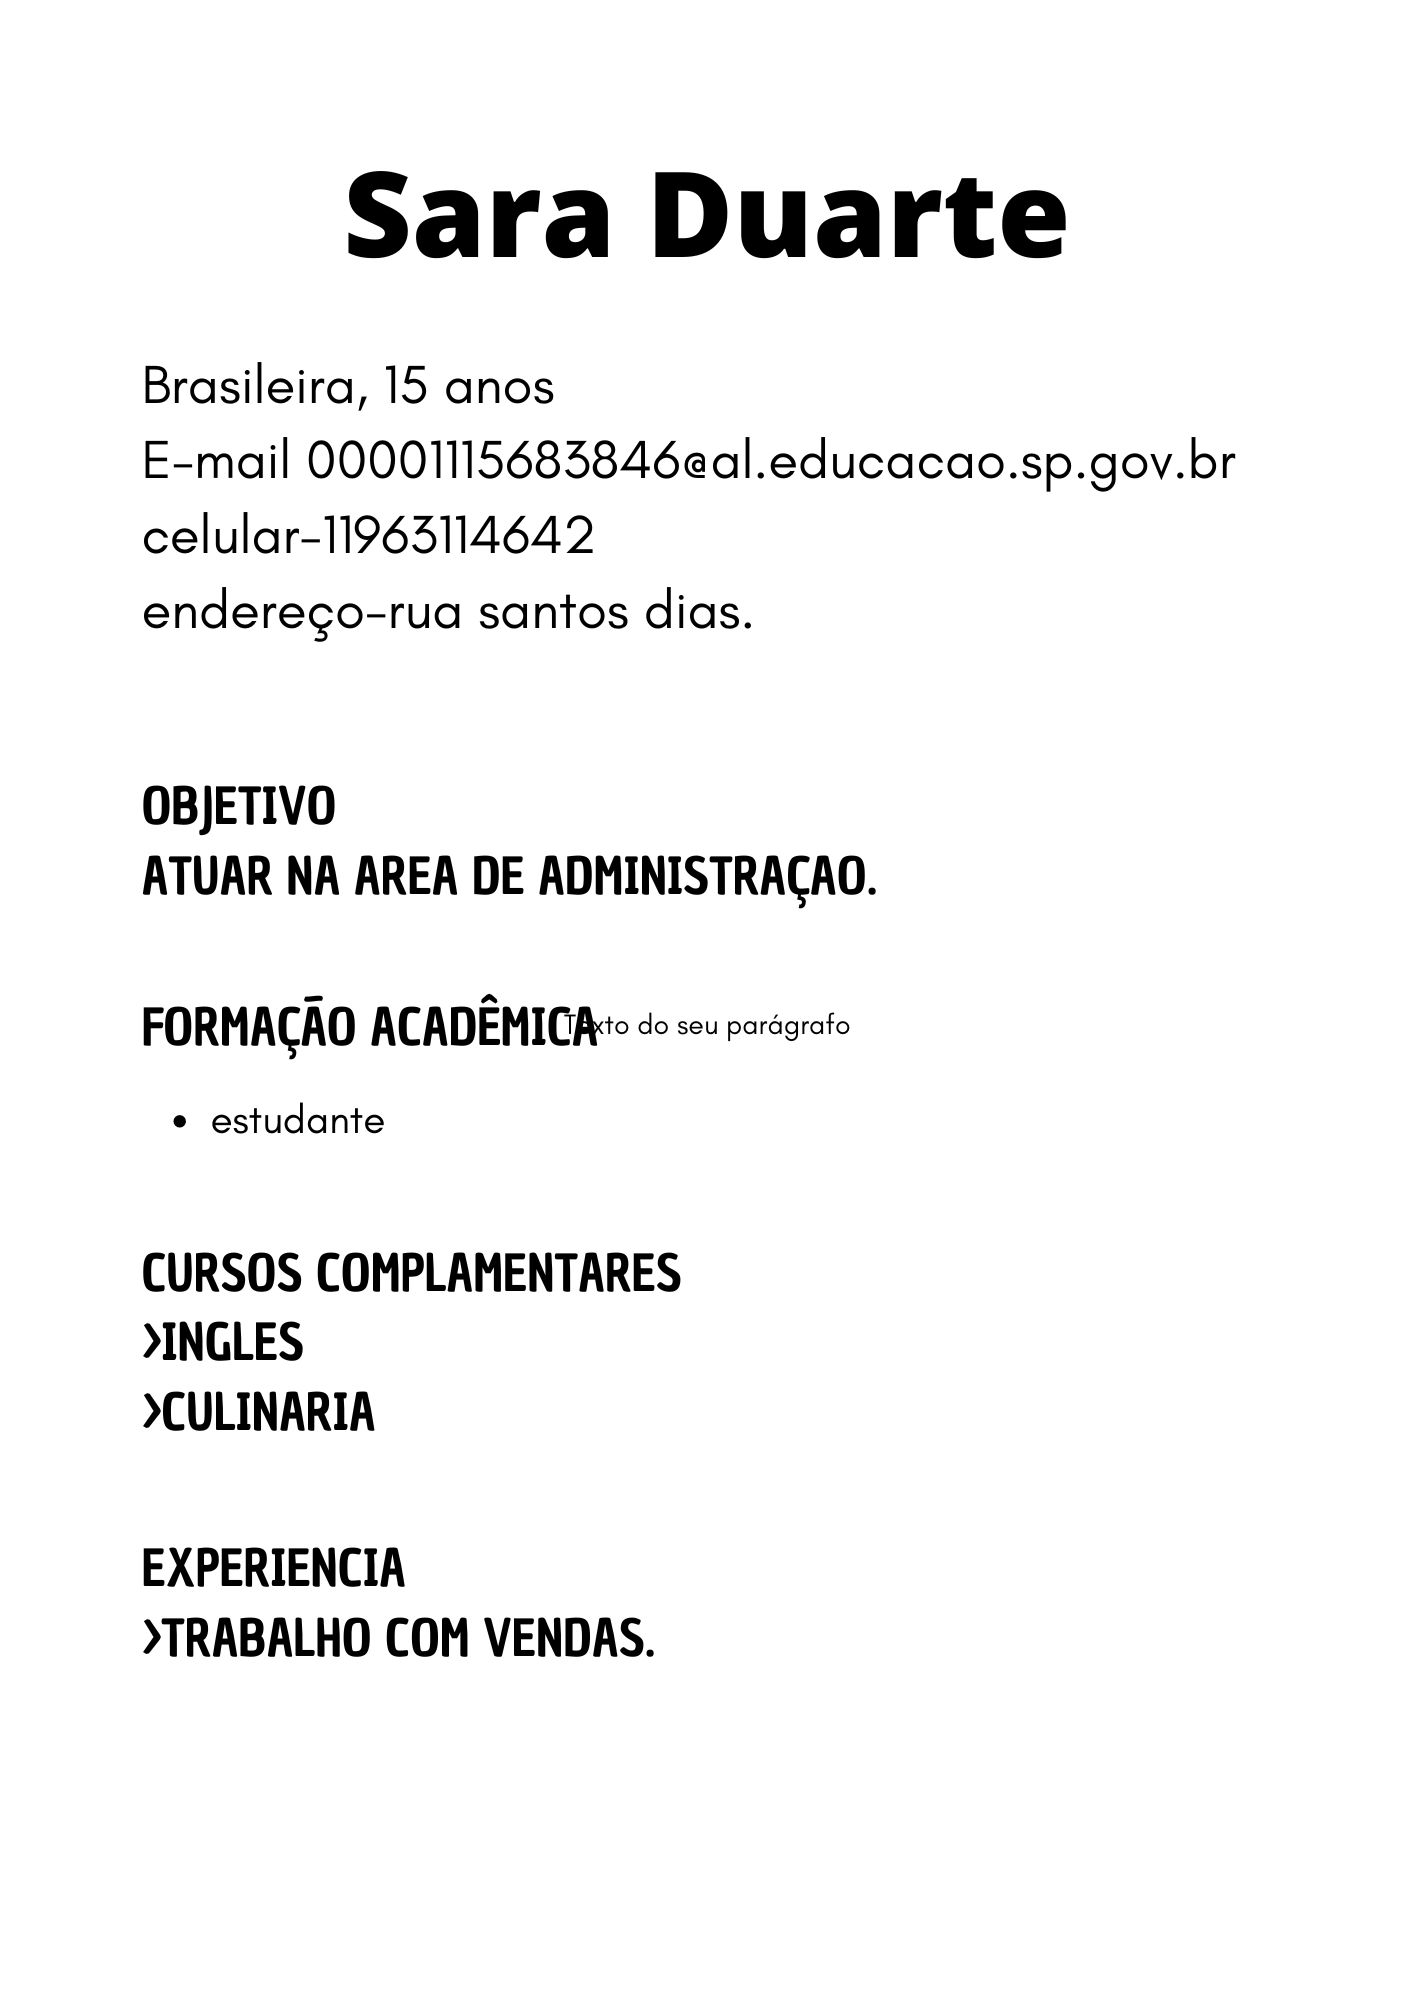 Sara Duarte
Brasileira, 15 anos
E-mail 00001115683846@al.educacao.sp.gov.br
celular-11963114642
endereço-rua santos dias.
OBJETIVO
ATUAR NA AREA DE ADMINISTRAÇAO.
FORMAÇÃO ACADÊMICA
Texto do seu parágrafo
• estudante
CURSOS COMPLAMENTARES
>INGLES
>CULINARIA
EXPERIENCIA
>TRABALHO COM VENDAS.